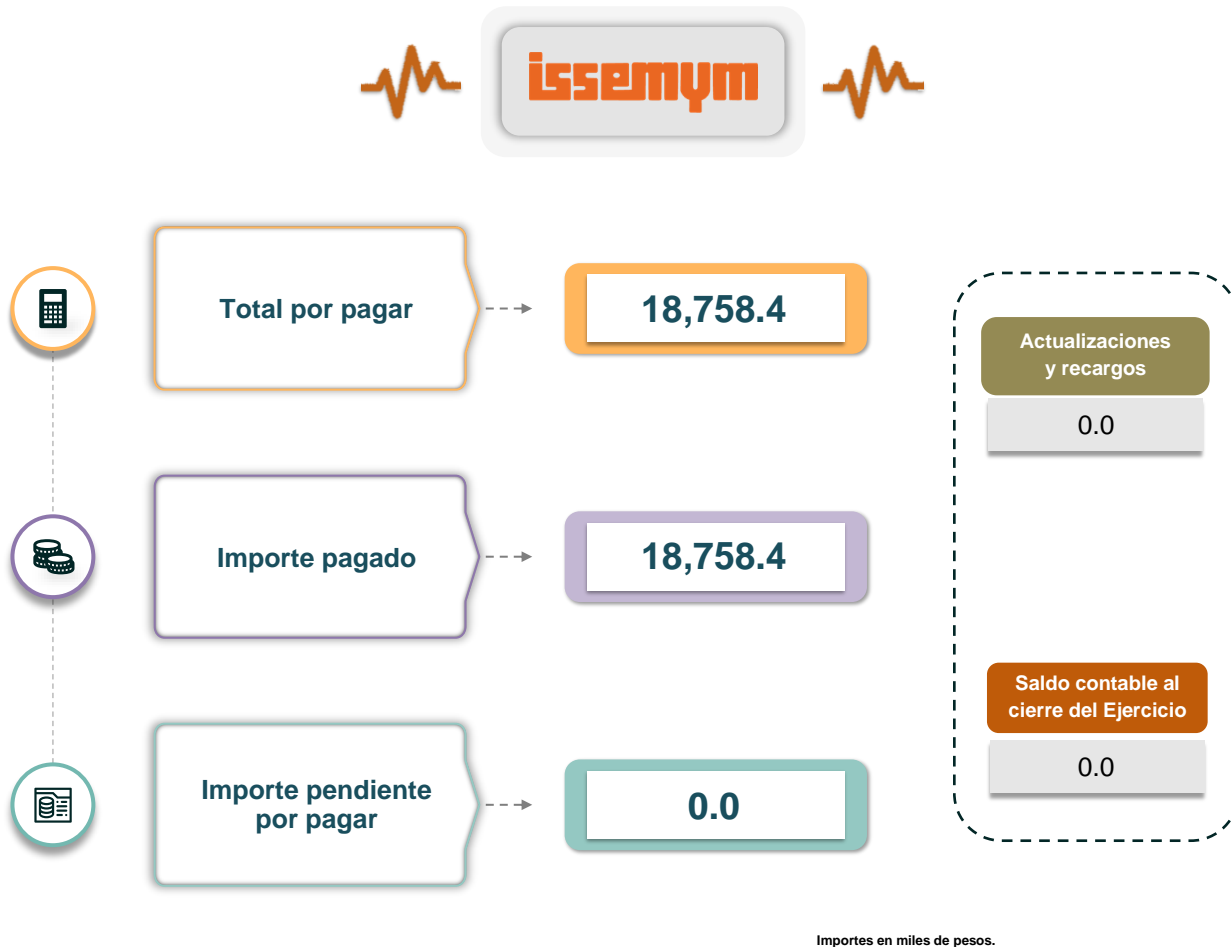 issemym
Total por pagar
18,758.4
Actualizaciones
y recargos
0.0
Importe pagado
18,758.4
Saldo contable al
cierre del Ejercicio
0.0
Importe pendiente
por pagar
0.0
Importes en miles de pesos.